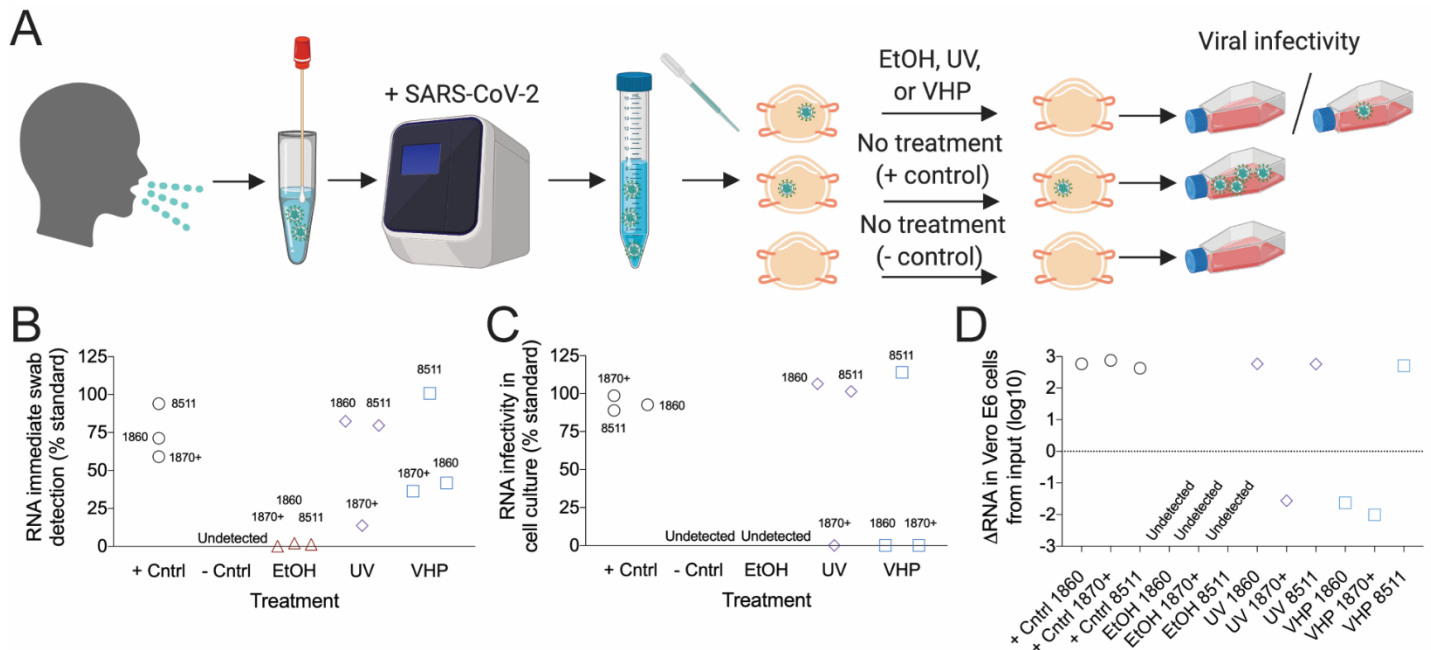 A
+ SARS-CoV-2
EtOH, UV,
or VHP
No treatment
(+ control)
No treatment
(- control)
Viral infectivity
B
RNA immediate swab
detection (% standard)
125
100
75
50
25
0
8511
1860
1870+
Undetected
1860
1870+
8511
1860
8511
1870+
8511
1870+
1860
+ Cntrl
- Cntrl
EtOH
UV
VHP
Treatment
C
RNA infectivity in
cell culture (% standard)
125
100
75
50
25
0
1870+
1860
8511
Undetected
Undetected
1860
8511
1870+
8511
1860
1870+
+ Cntrl
- Cntrl
EtOH
UV
VHP
Treatment
D
ΔRNA in Vero E6 cells
from input (log10)
3
2
1
0
-1
-2
-3
Undetected
Undetected
Undetected
+ Cntrl 1860
+ Cntrl 1870+
+ Cntrl 8511
EtOH 1860
EtOH 1870+
EtOH 8511
UV 1860
UV 1870+
UV 8511
VHP 1860
VHP 1870+
VHP 8511